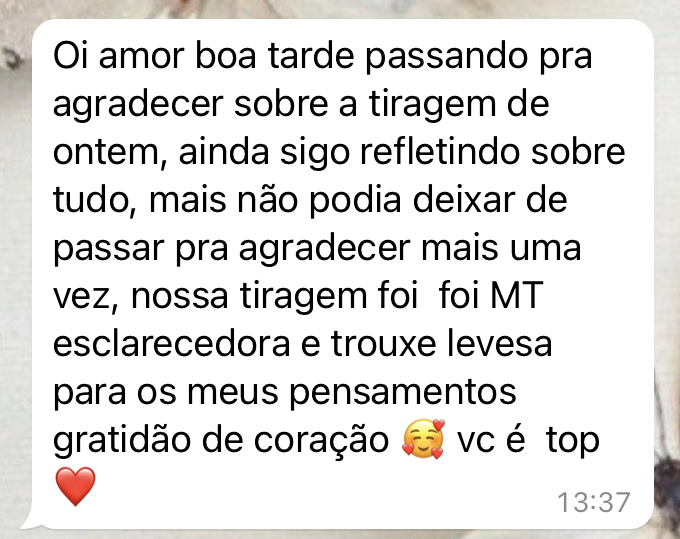 Oi amor boa tarde passando pra
agradecer sobre a tiragem de
ontem, ainda sigo refletindo sobre
tudo, mais não podia deixar de
passar pra agradecer mais uma
vez, nossa tiragem foi  foi MT
esclarecedora e trouxe levesa
para os meus pensamentos
gratidão de coração 🥰 vc é  top
❤️
13:37